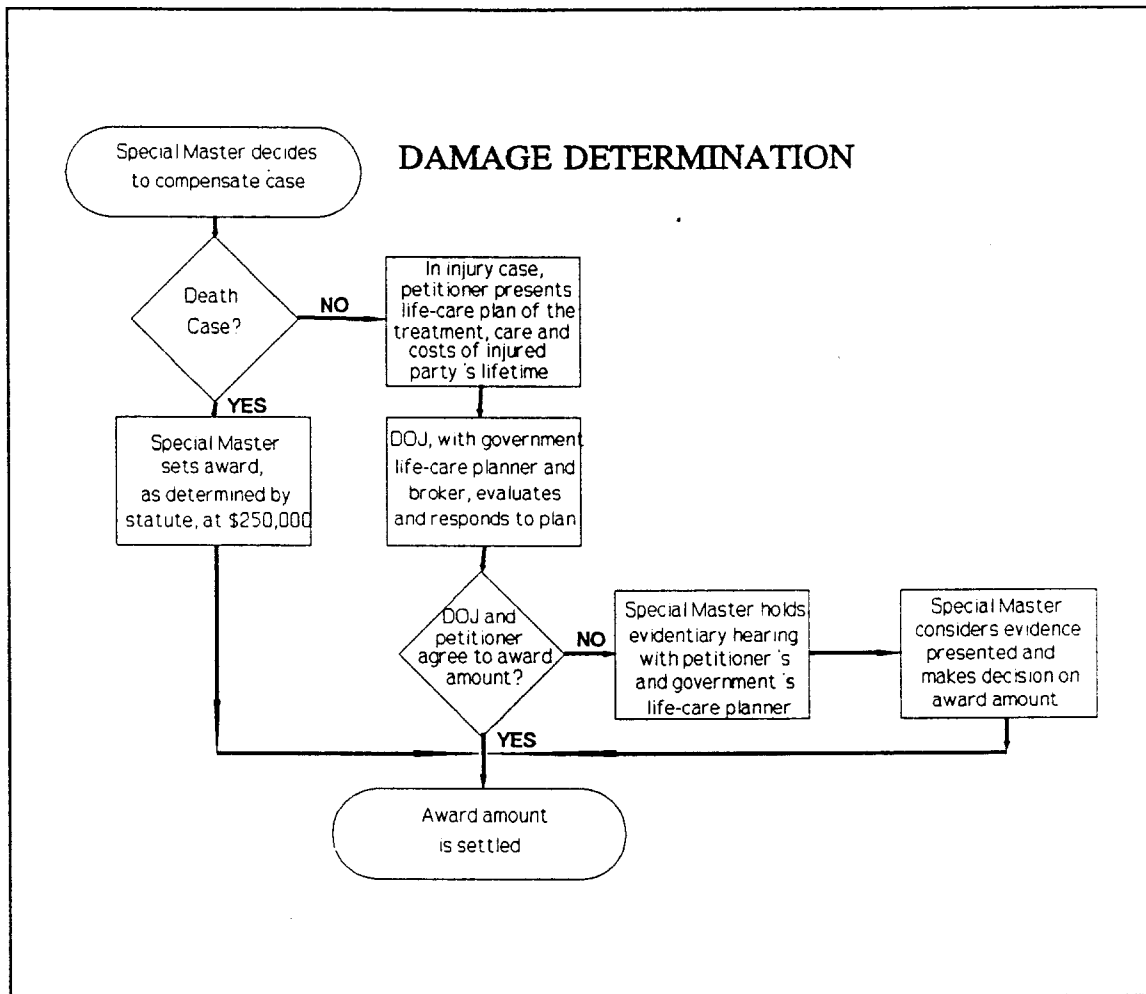 DAMAGE DETERMINATION
Special Master decides
to compensate case
Death
Case?
NO
YES
In injury case,
petitioner presents
life-care plan of the
treatment, care and
costs of injured
party's lifetime
Special Master
sets award,
as determined by
statute, at $250,000
DOJ, with government
life-care planner and
broker, evaluates
and responds to plan
DOJ and
petitioner
agree to award
amount?
NO
YES
Special Master holds
evidentiary hearing
with petitioner's
and government's
life-care planner
Special Master
considers evidence
presented and
makes decision on
award amount
Award amount
is settled